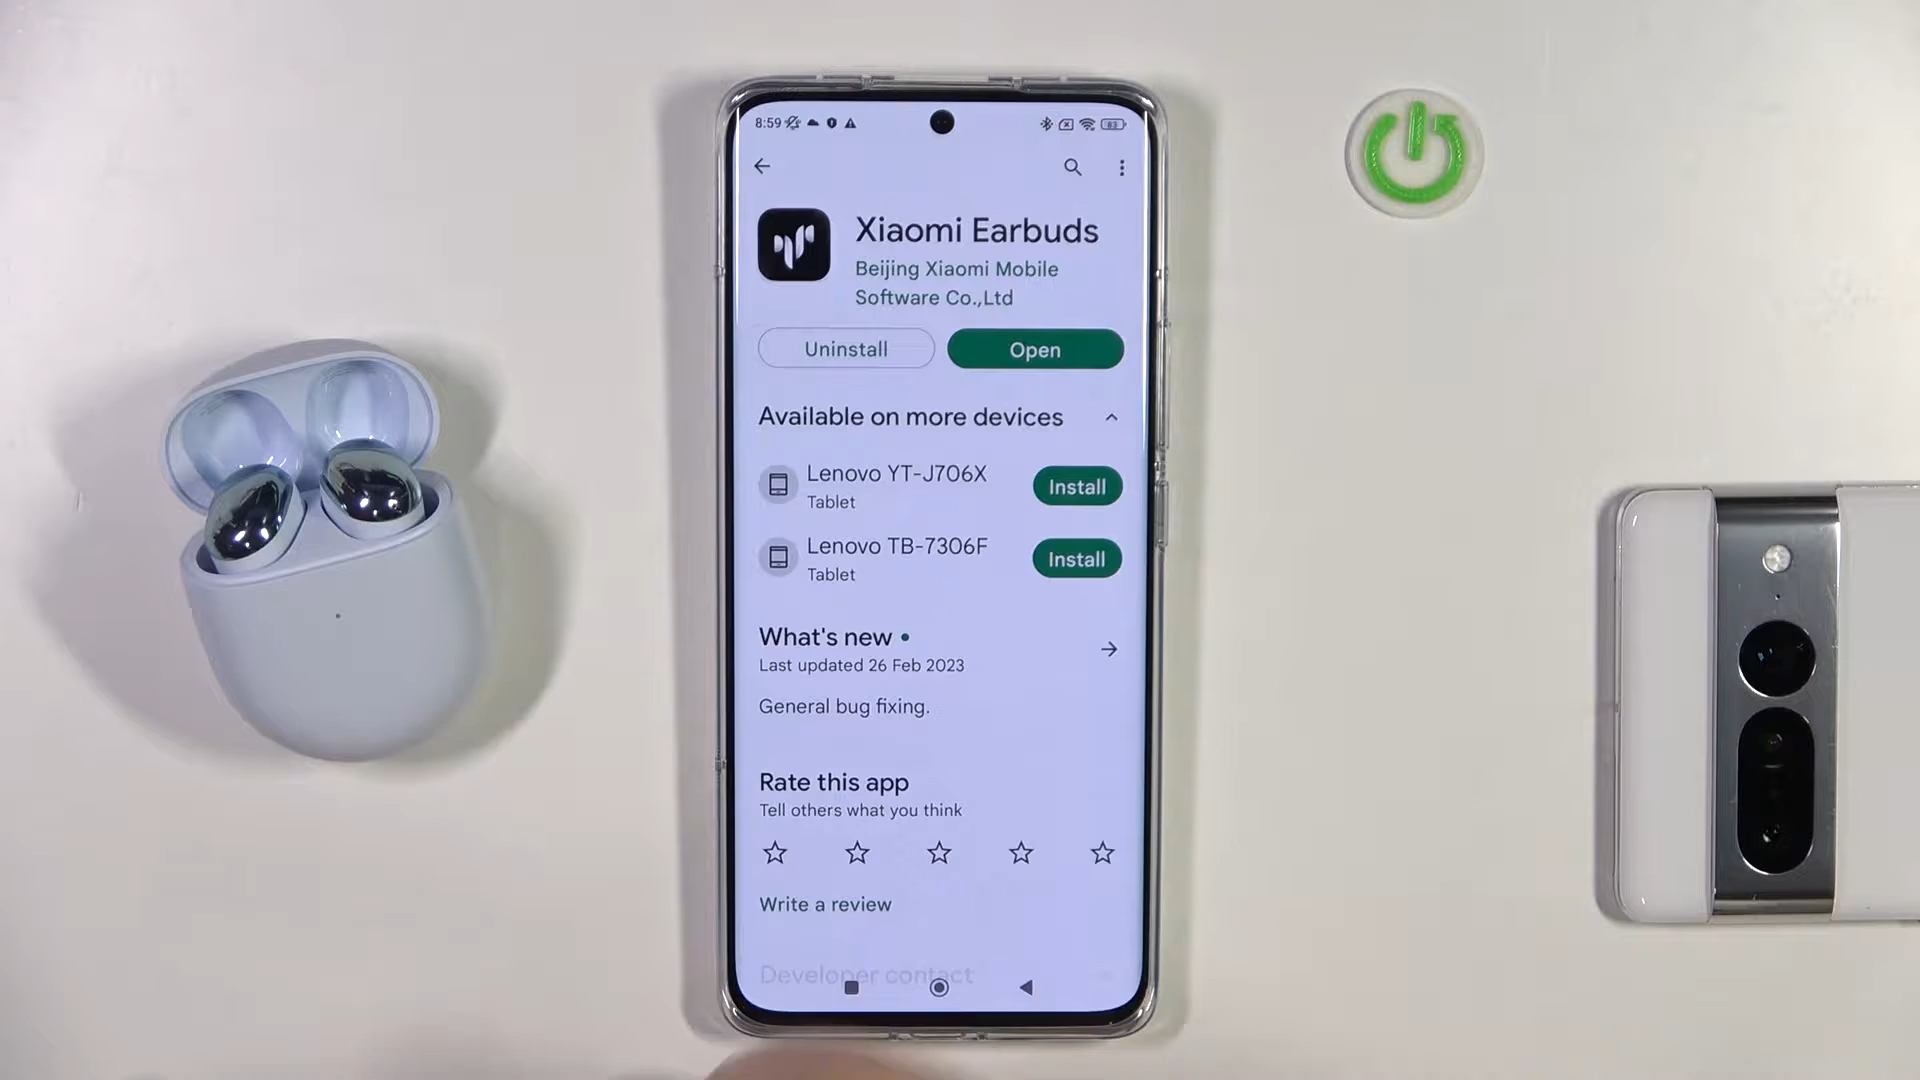 8:59
83
Xiaomi Earbuds
Beijing Xiaomi Mobile
Software Co.,Ltd
Uninstall
Open
Available on more devices
Lenovo YT-J706X
Tablet
Install
Lenovo TB-7306F
Tablet
Install
What's new
Last updated 26 Feb 2023
General bug fixing.
Rate this app
Tell others what you think
Write a review
Developer contact